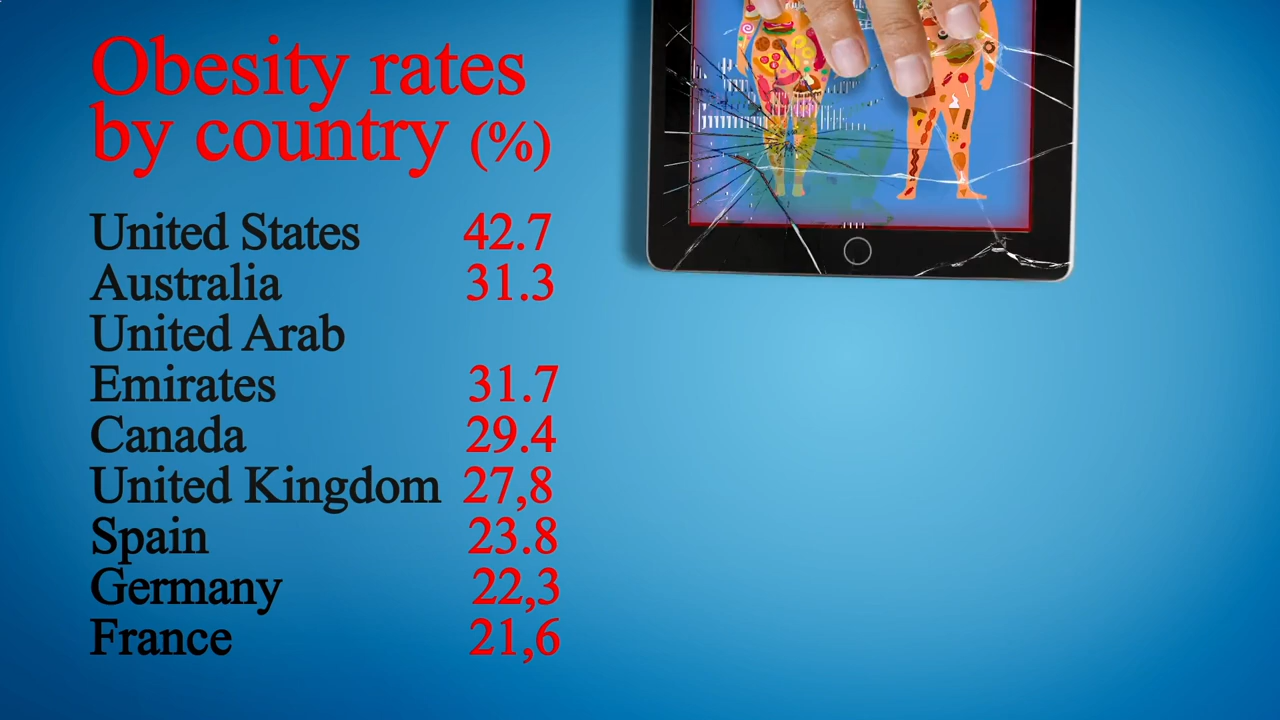 Obesity rates
by country (%)
United States 42.7
Australia 31.3
United Arab
Emirates 31.7
Canada 29.4
United Kingdom 27,8
Spain 23.8
Germany 22,3
France 21,6